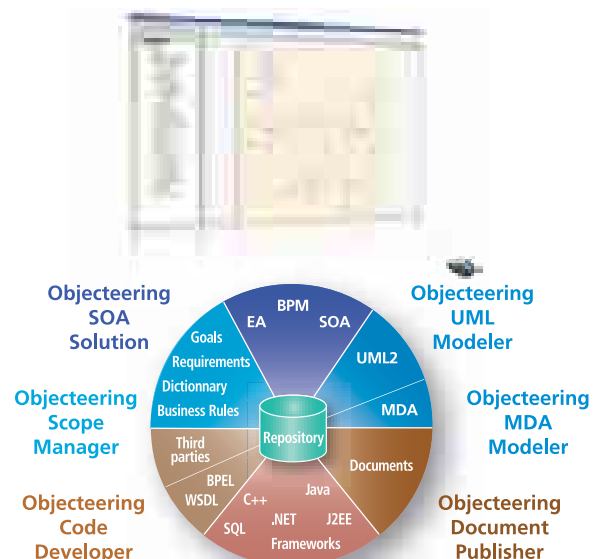 Objecteering
SOA
Solution
BPM
EA
SOA
Objecteering
UML
Modeler
Goals
Requirements
Dictionnary
Business Rules
UML2
MDA
Objecteering
Scope
Manager
Repository
Objecteering
MDA
Modeler
Third
parties
BPEL
WSDL
Documents
C++
Java
SQL
.NET
J2EE
Frameworks
Objecteering
Code
Developer
Objecteering
Document
Publisher